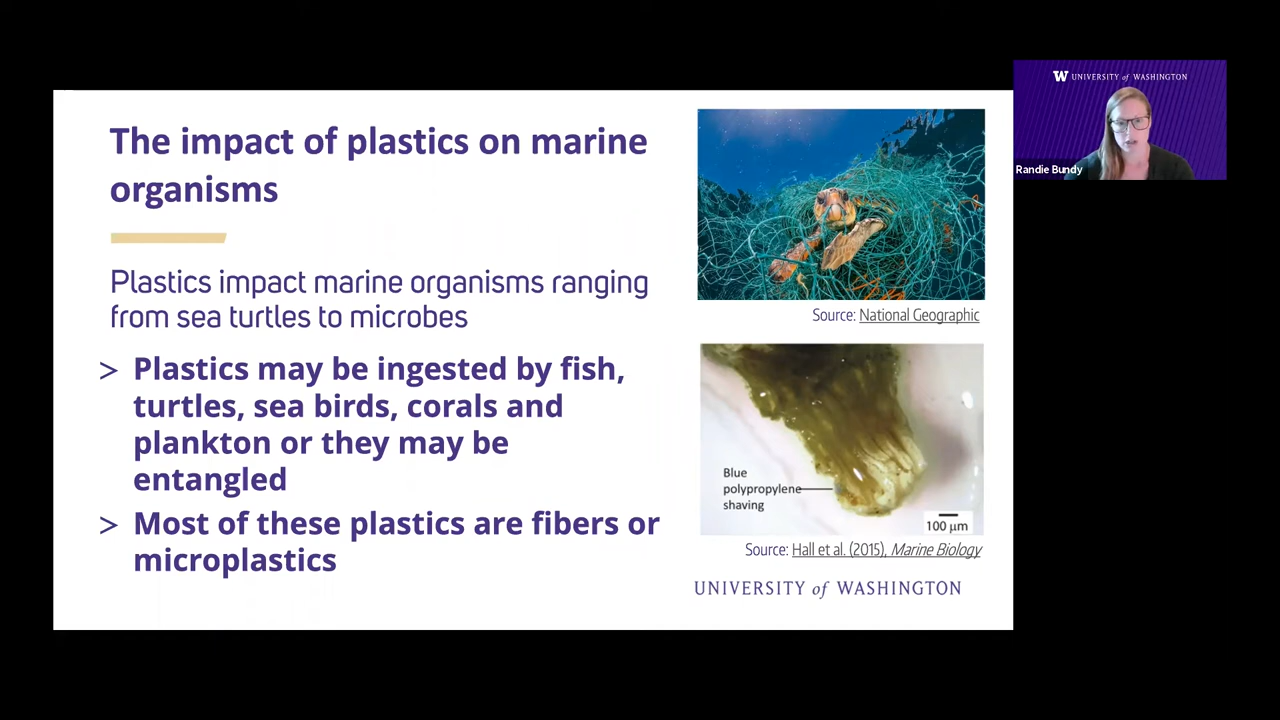 The impact of plastics on marine
organisms
Plastics impact marine organisms ranging
from sea turtles to microbes
> Plastics may be ingested by fish,
turtles, sea birds, corals and
plankton or they may be
entangled
> Most of these plastics are fibers or
microplastics
Source: National Geographic
Blue
polypropylene
shaving
100 µm
Source: Hall et al. (2015), Marine Biology
UNIVERSITY of WASHINGTON
W UNIVERSITY of WASHINGTON
Randie Bundy